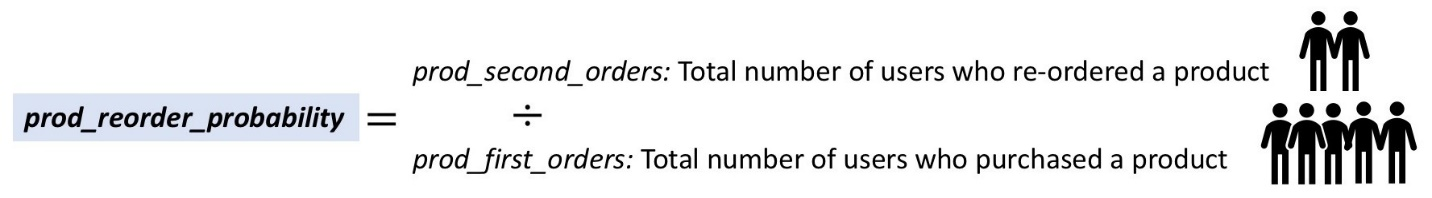 prod_second_orders: Total number of users who re-ordered a product
prod_reorder_probability = ÷
prod_first_orders: Total number of users who purchased a product